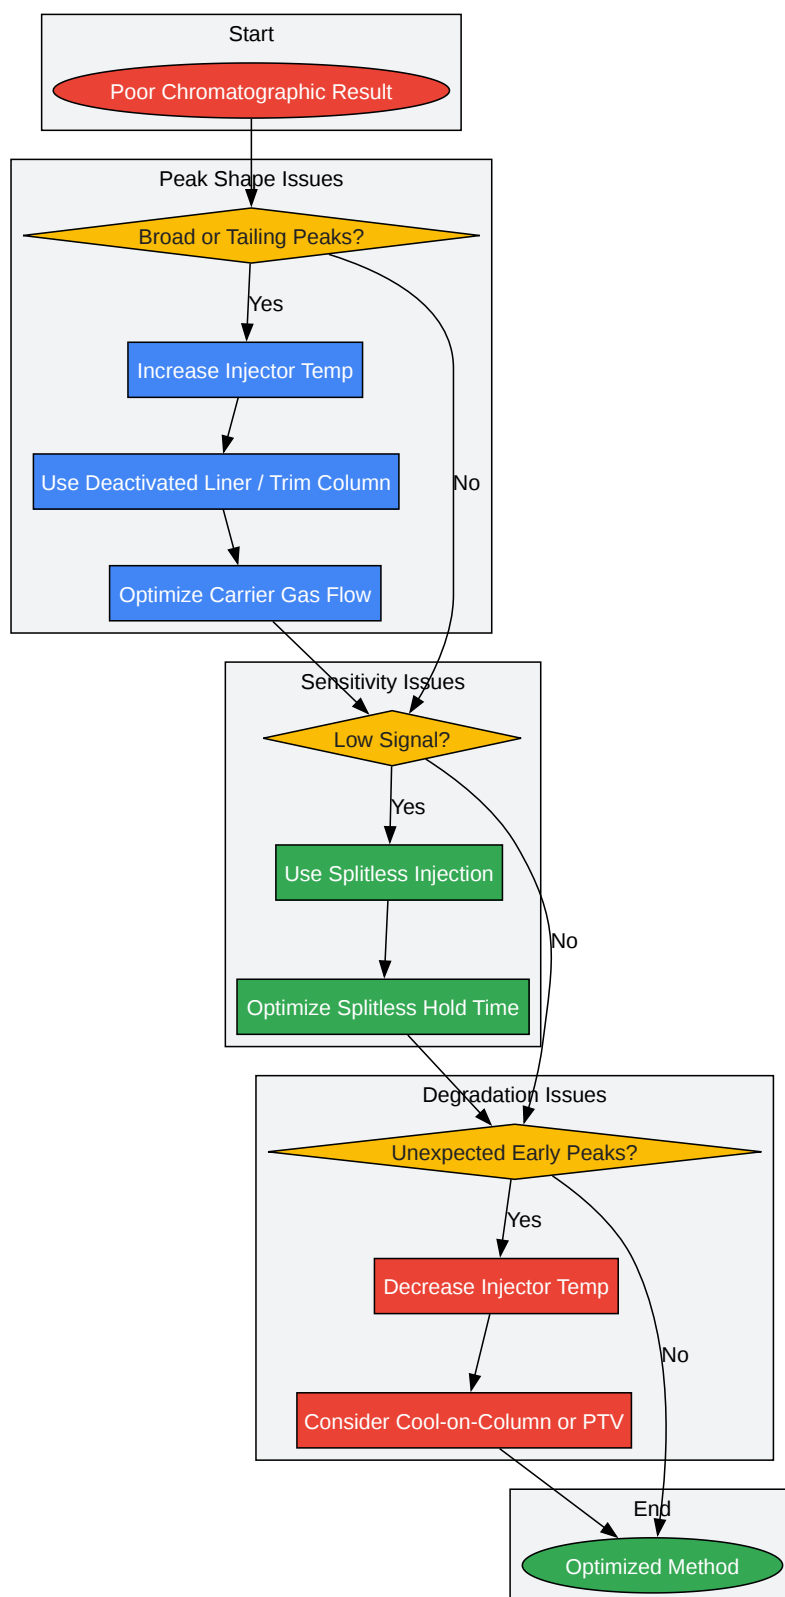 Start
Poor Chromatographic Result
Peak Shape Issues
Broad or Tailing Peaks?
Yes
Increase Injector Temp
Use Deactivated Liner / Trim Column
No
Optimize Carrier Gas Flow
Sensitivity Issues
Low Signal?
Yes
Use Splitless Injection
No
Optimize Splitless Hold Time
Degradation Issues
Unexpected Early Peaks?
Yes
Decrease Injector Temp
No
Consider Cool-on-Column or PTV
End
Optimized Method